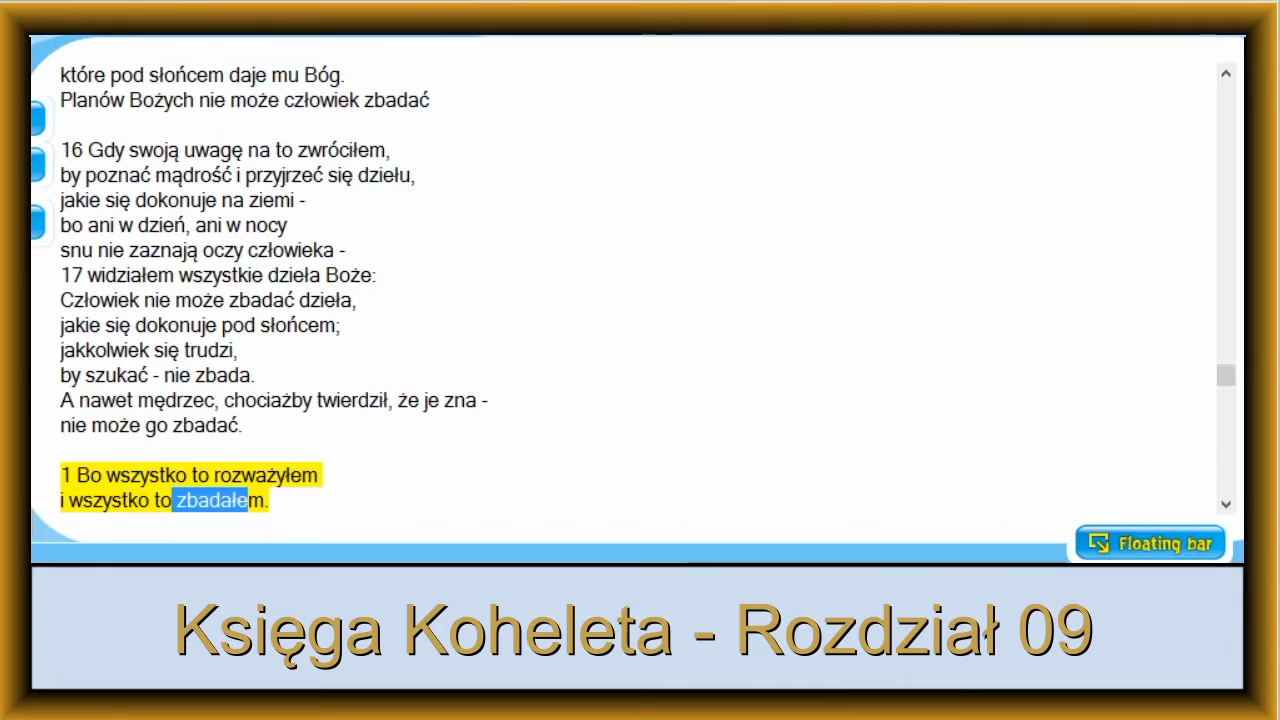 które pod słońcem daje mu Bóg.
Planów Bożych nie może człowiek zbadać
16 Gdy swoją uwagę na to zwróciłem,
by poznać mądrość i przyjrzeć się dziełu,
jakie się dokonuje na ziemi -
bo ani w dzień, ani w nocy
snu nie zaznają oczy człowieka -
17 widziałem wszystkie dzieła Boże:
Człowiek nie może zbadać dzieła,
jakie się dokonuje pod słońcem;
jakkolwiek się trudzi,
by szukać - nie zbada.
A nawet mędrzec, chociażby twierdził, że je zna -
nie może go zbadać.
1 Bo wszystko to rozważyłem
i wszystko to zbadałem.
Floating bar
Księga Koheleta - Rozdział 09